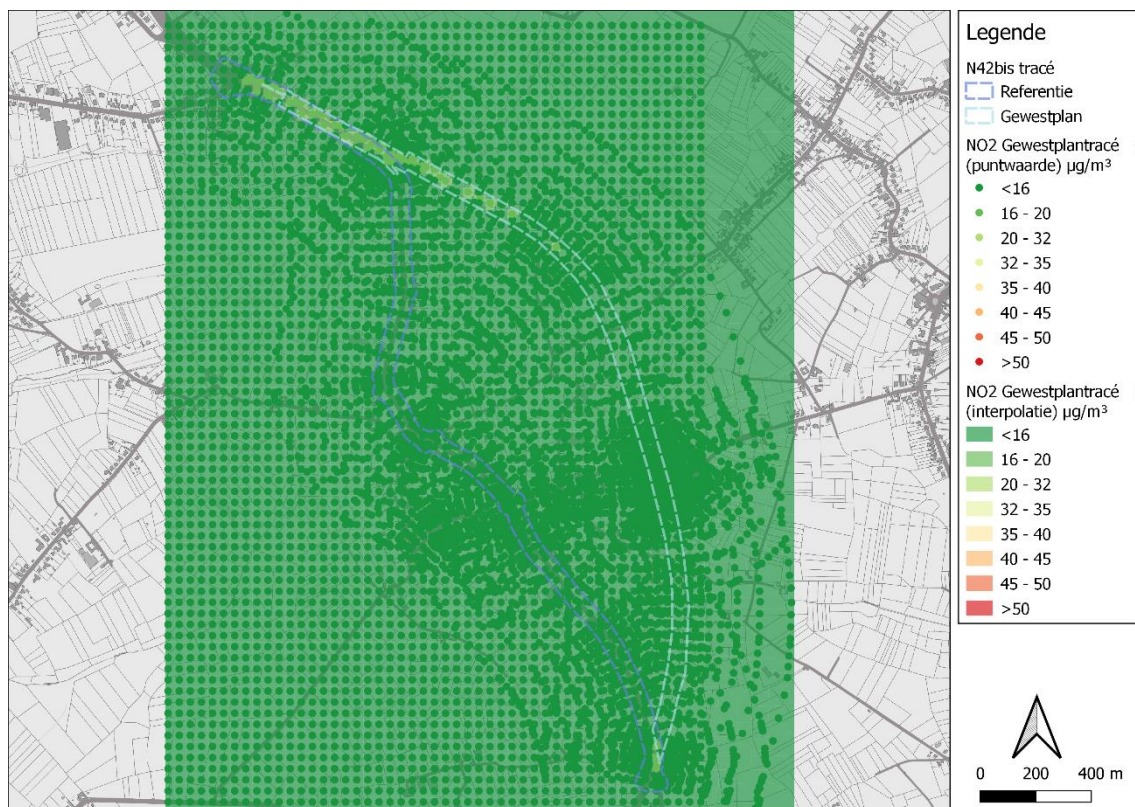 Legende
N42bis tracé
Referentie
Gewestplan
NO2 Gewestplantracé
(puntwaarde) µg/m³
<16
16 - 20
20 - 32
32 - 35
35 - 40
40 - 45
45 - 50
>50
NO2 Gewestplantracé
(interpolatie) µg/m³
<16
16 - 20
20 - 32
32 - 35
35 - 40
40 - 45
45 - 50
>50
0 200 400 m